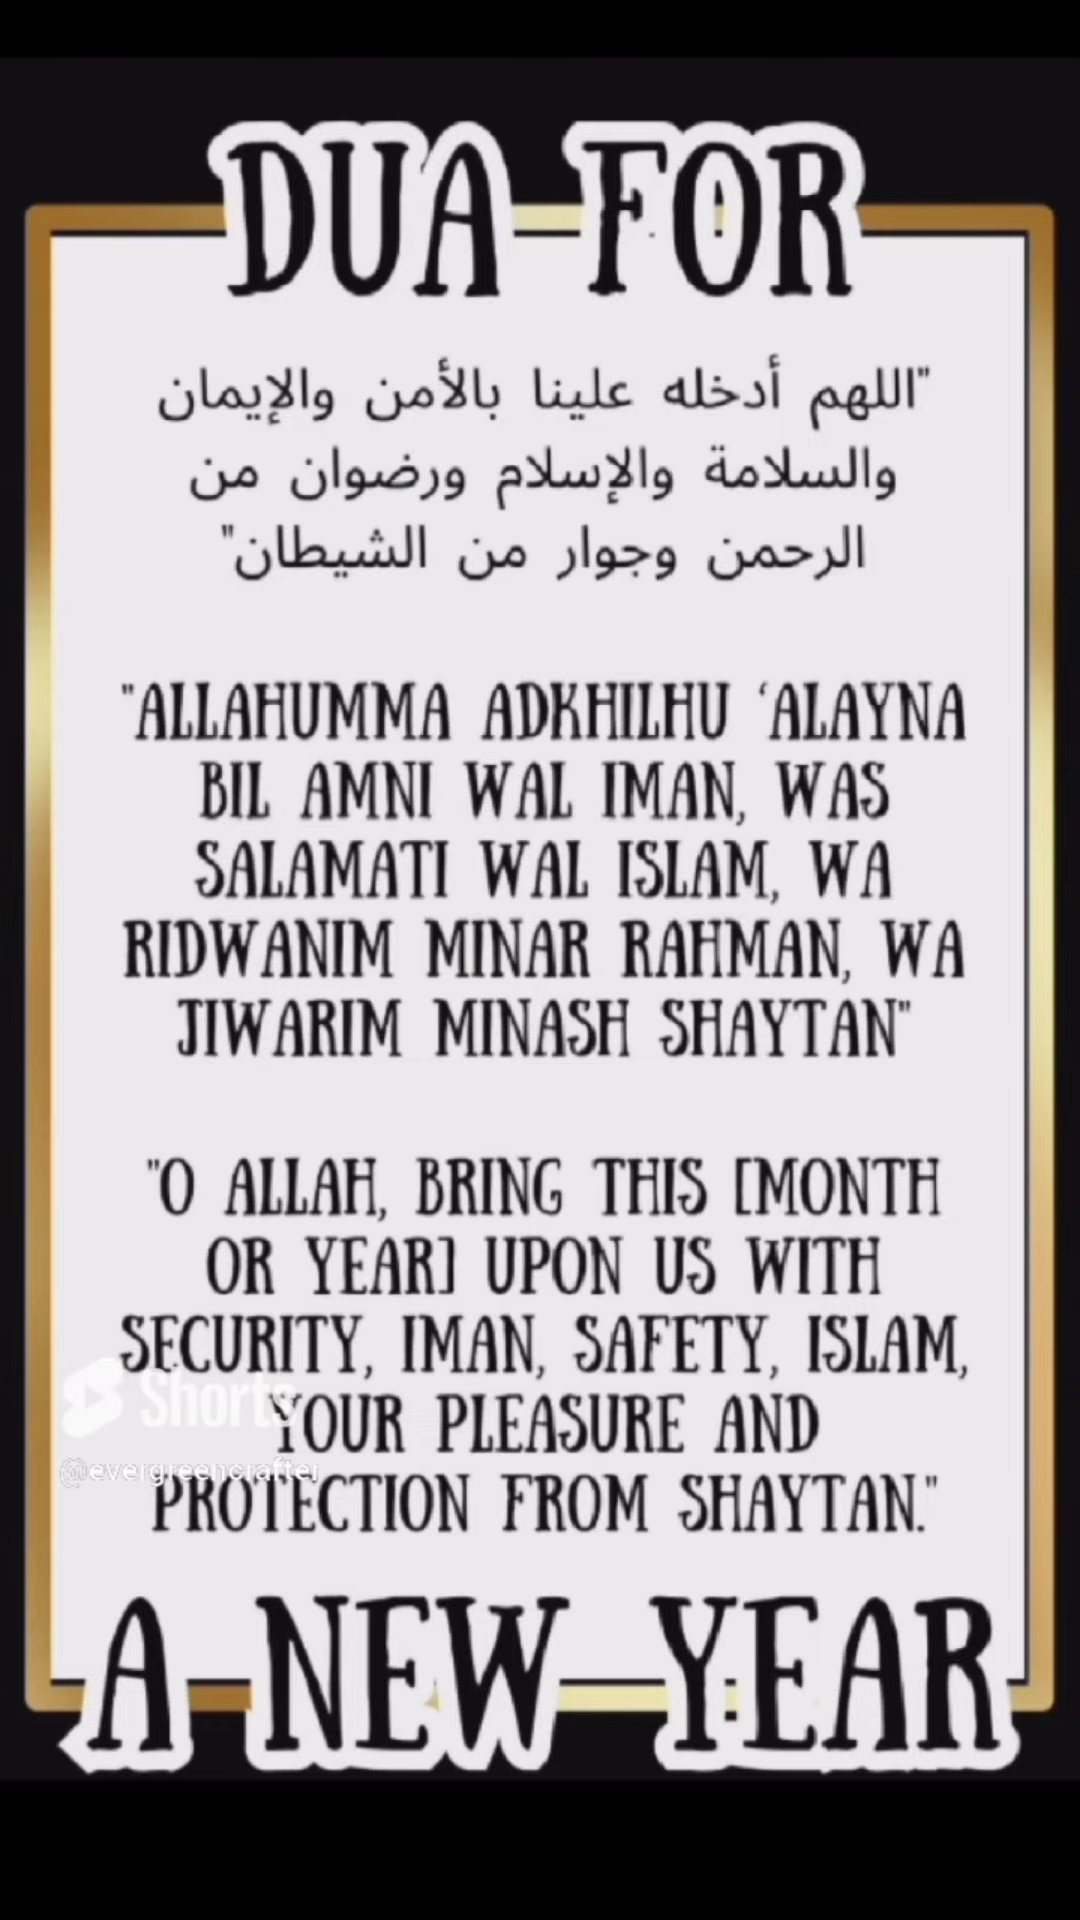 DUA FOR
"اللهم أدخله علينا بالأمن والإيمان
والسلامة والإسلام ورضوان من
الرحمن وجوار من الشيطان"
"ALLAHUMMA ADKHILHU ‘ALAYNA
BIL AMNI WAL IMAN, WAS
SALAMATI WAL ISLAM, WA
RIDWANIM MINAR RAHMAN, WA
JIWARIM MINASH SHAYTAN"
"O ALLAH, BRING THIS [MONTH
OR YEAR] UPON US WITH
SECURITY, IMAN, SAFETY, ISLAM,
Shorts
YOUR PLEASURE AND
@evergreencrafter
PROTECTION FROM SHAYTAN."
A NEW YEAR